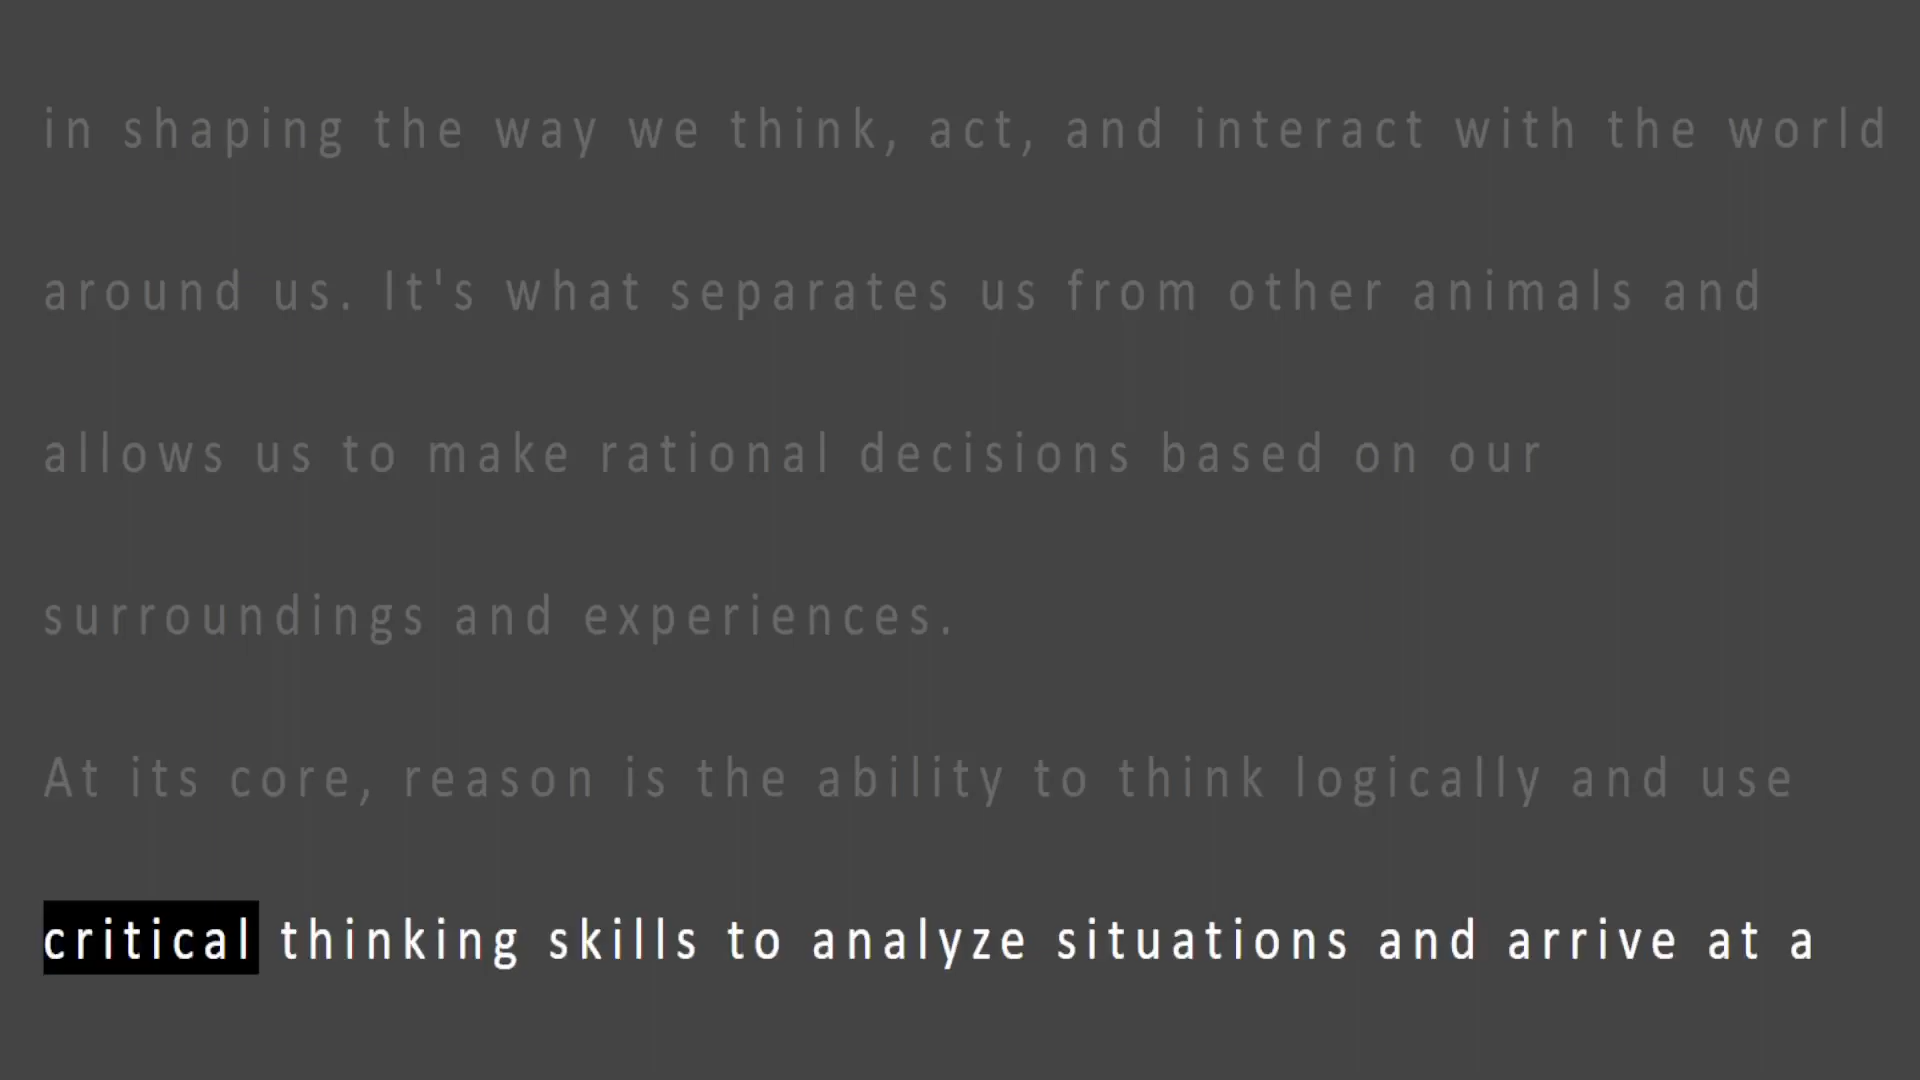 in shaping the way we think, act, and interact with the world
around us. It's what separates us from other animals and
allows us to make rational decisions based on our
surroundings and experiences.
At its core, reason is the ability to think logically and use
critical thinking skills to analyze situations and arrive at a